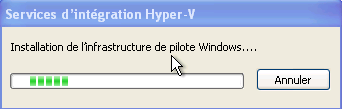 Services d'intégration Hyper-V
Installation de l'infrastructure de pilote Windows....
Annuler